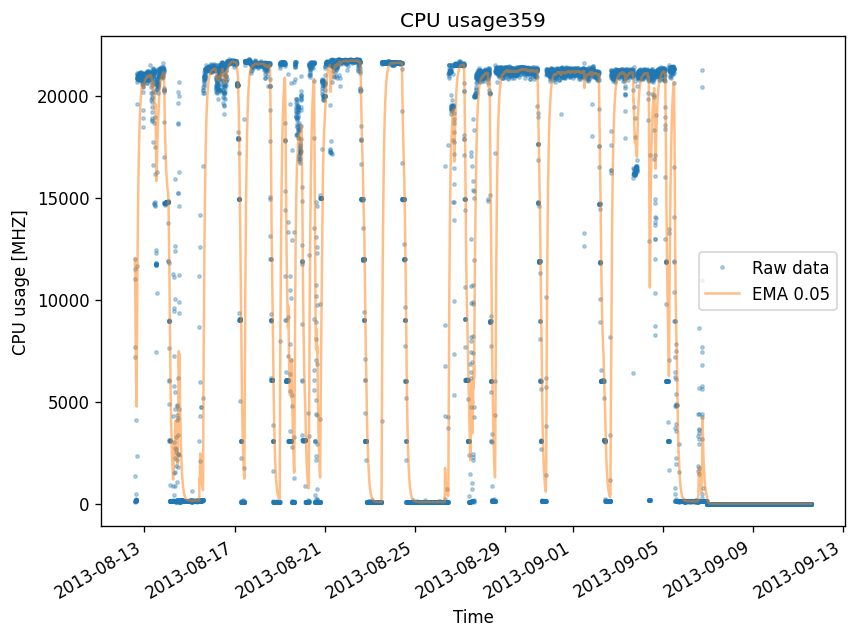 CPU usage359
CPU usage [MHZ]
20000
15000
10000
5000
0
Raw data
EMA 0.05
2013-08-13
2013-08-17
2013-08-21
2013-08-25
2013-08-29
2013-09-01
2013-09-05
2013-09-09
2013-09-13
Time